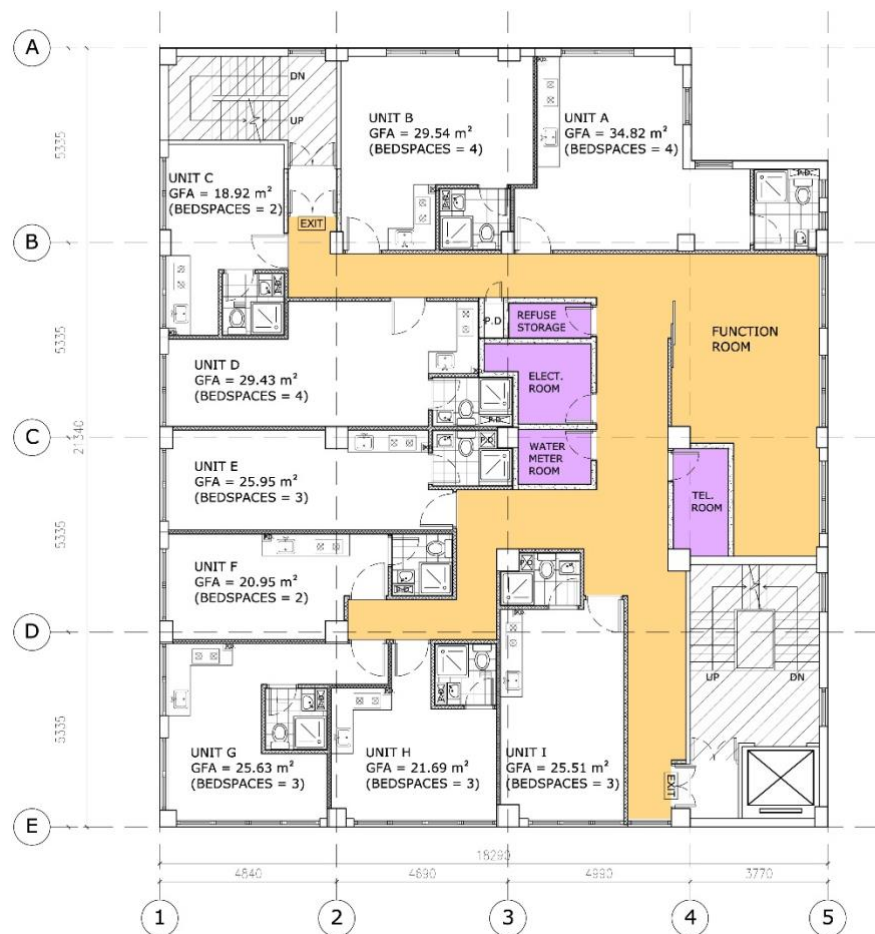 A
DN
UP
UNIT B
GFA = 29.54 m²
(BEDSPACES = 4)
UNIT A
GFA = 34.82 m²
(BEDSPACES = 4)
5335
UNIT C
GFA = 18.92 m²
(BEDSPACES = 2)
P.D
EXIT
B
P.D
REFUSE
STORAGE
FUNCTION
ROOM
5335
UNIT D
GFA = 29.43 m²
(BEDSPACES = 4)
ELECT.
ROOM
P.D
C
21340
P.D
WATER
METER
ROOM
UNIT E
GFA = 25.95 m²
(BEDSPACES = 3)
TEL.
ROOM
5335
UNIT F
GFA = 20.95 m²
(BEDSPACES = 2)
D
UP
DN
5335
UNIT G
GFA = 25.63 m²
(BEDSPACES = 3)
UNIT H
GFA = 21.69 m²
(BEDSPACES = 3)
UNIT I
GFA = 25.51 m²
(BEDSPACES = 3)
EXIT
E
18290
4840
4690
4990
3770
1
2
3
4
5